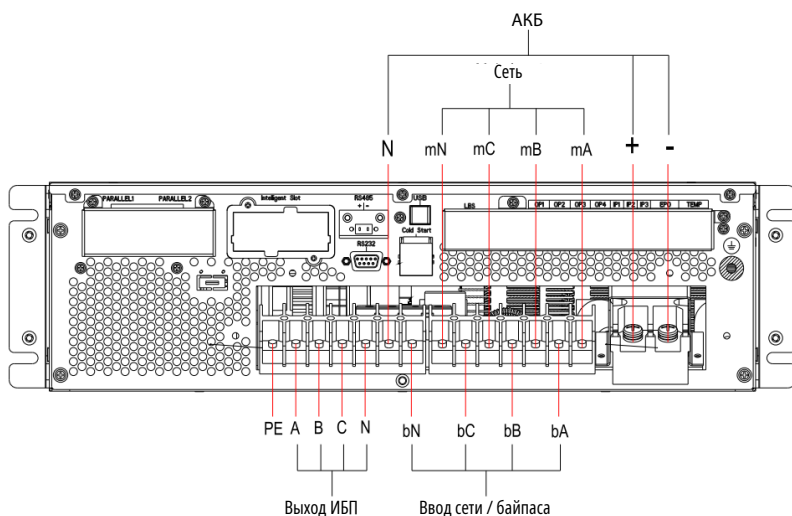 АКБ
Сеть
N mN mC mB mA + -
PARALLEL1 PARALLEL2 Intelligent Slot RS485 USB LBS OP1 OP2 OP3 OP4 IP1 IP2 IP3 EPO TEMP
+ -
Cold Start
RS232
PE A B C N bN bC bB bA
Выход ИБП Ввод сети / байпаса